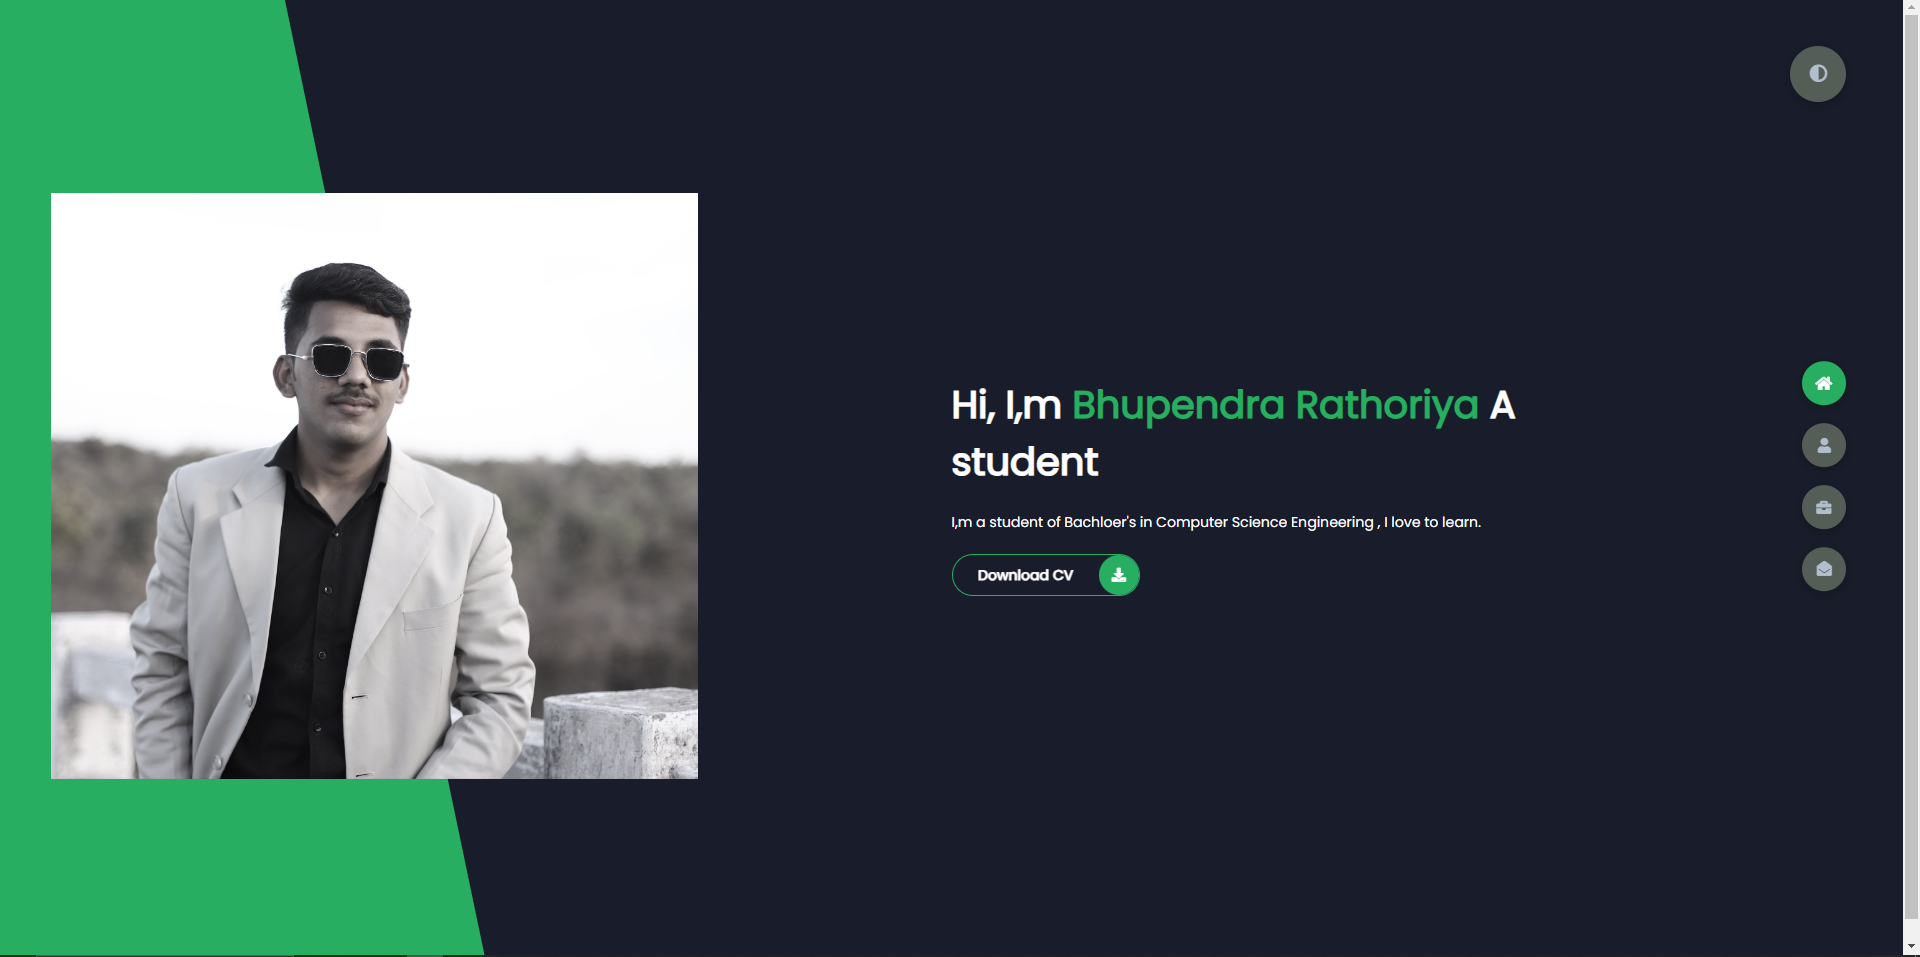 Hi, I,m Bhupendra Rathoriya A
student
I,m a student of Bachloer's in Computer Science Engineering , I love to learn.
Download CV